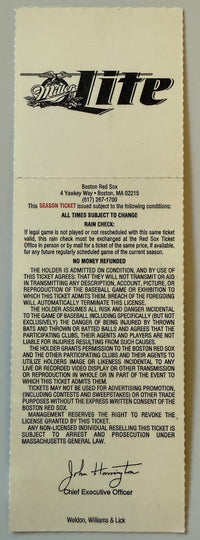 Miller Lite
Boston Red Sox
4 Yawkey Way • Boston, MA 02215
(617) 267-1700
This SEASON TICKET issued subject to the following conditions:
ALL TIMES SUBJECT TO CHANGE
RAIN CHECK:
If legal game is not played or not rescheduled with this same ticket
valid, this rain check must be exchanged at the Red Sox Ticket
Office in person or by mail for a ticket of the same price, if available,
for any future regularly scheduled game of the current season.
NO MONEY REFUNDED
THE HOLDER IS ADMITTED ON CONDITION, AND BY USE OF
THIS TICKET AGREES: THAT THEY WILL NOT TRANSMIT OR AID
IN TRANSMITTING ANY DESCRIPTION, ACCOUNT, PICTURE, OR
REPRODUCTION OF THE BASEBALL GAME OR EXHIBITION TO
WHICH THIS TICKET ADMITS THEM. BREACH OF THE FOREGOING
WILL AUTOMATICALLY TERMINATE THIS LICENSE.
THE HOLDER ASSUMES ALL RISK AND DANGER INCIDENTAL
TO THE GAME OF BASEBALL INCLUDING SPECIFICALLY (BUT NOT
EXCLUSIVELY) THE DANGER OF BEING INJURED BY THROWN
BATS AND THROWN OR BATTED BALLS AND AGREES THAT THE
PARTICIPATING CLUBS, THEIR AGENTS AND PLAYERS ARE NOT
LIABLE FOR INJURIES RESULTING FROM SUCH CAUSES.
THE HOLDER GRANTS PERMISSION TO THE BOSTON RED SOX
AND THE OTHER PARTICIPATING CLUBS AND THEIR AGENTS TO
UTILIZE HOLDERS IMAGE OR LIKENESS INCIDENTAL TO ANY
LIVE OR RECORDED VIDEO DISPLAY OR OTHER TRANSMISSION
OR REPRODUCTION IN WHOLE OR IN PART OF THE EVENT TO
WHICH THIS TICKET ADMITS THEM.
TICKETS MAY NOT BE USED FOR ADVERTISING PROMOTION,
(INCLUDING CONTESTS AND SWEEPSTAKES) OR OTHER TRADE
PURPOSES WITHOUT THE EXPRESS WRITTEN CONSENT OF THE
BOSTON RED SOX.
MANAGEMENT RESERVES THE RIGHT TO REVOKE THE
LICENSE GRANTED BY THIS TICKET.
ANY NON-LICENSED INDIVIDUAL RESELLING THIS TICKET IS
SUBJECT TO ARREST AND PROSECUTION UNDER
MASSACHUSETTS GENERAL LAW.
John Harrington
Chief Executive Officer
Weldon, Williams & Lick